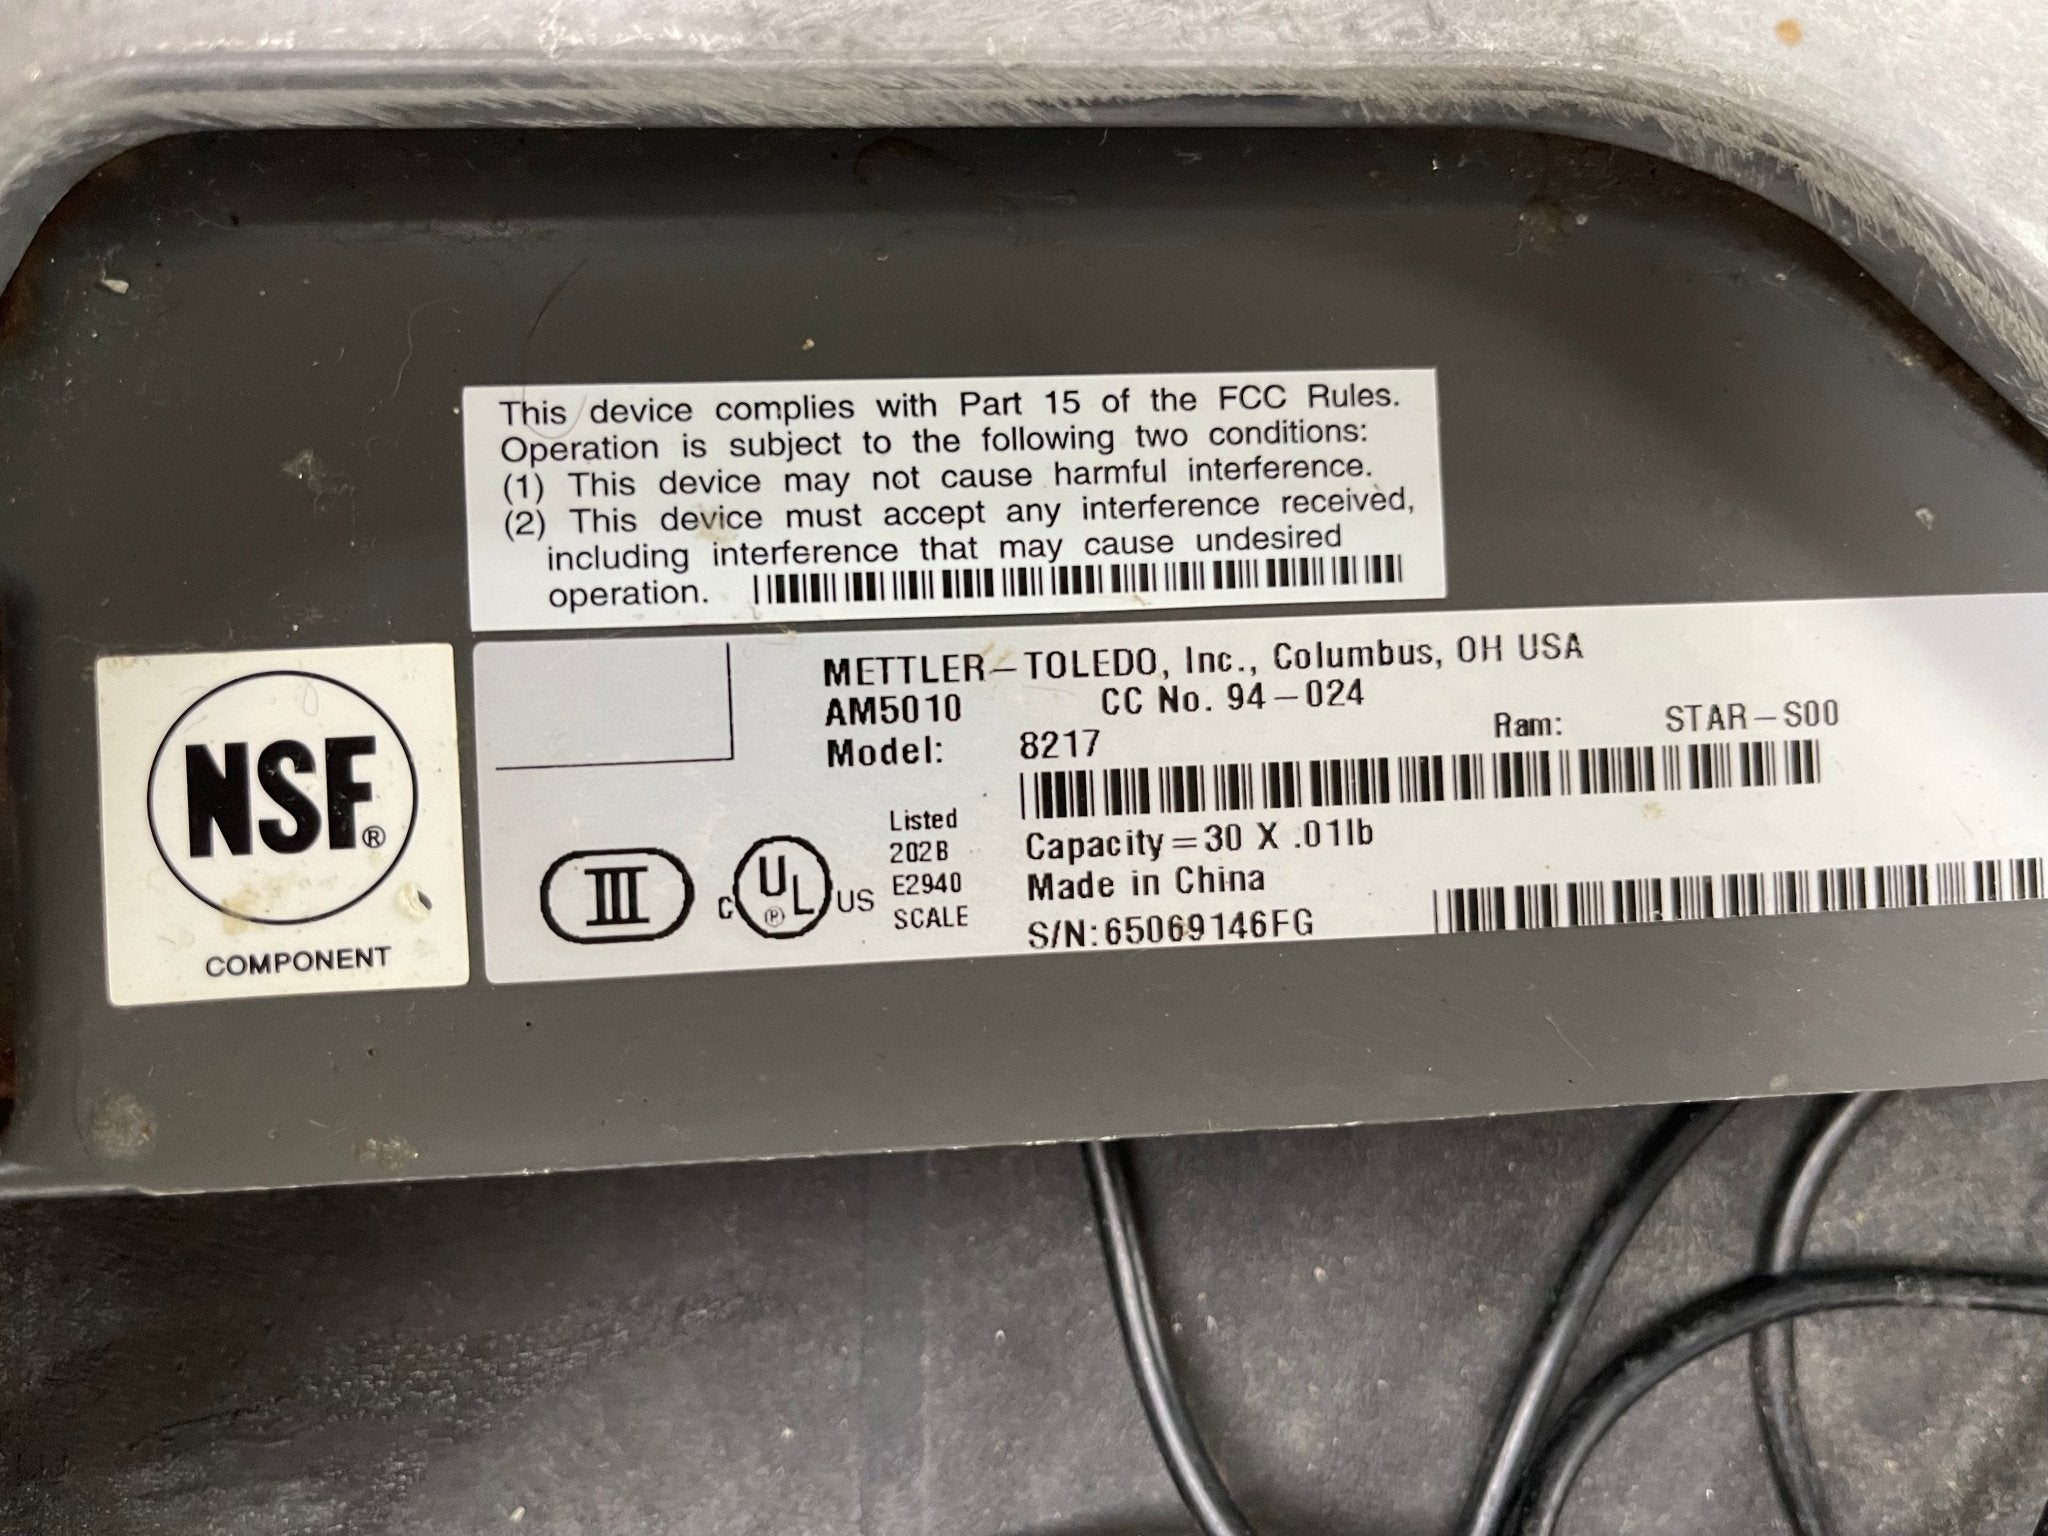 This device complies with Part 15 of the FCC Rules.
Operation is subject to the following two conditions:
(1) This device may not cause harmful interference.
(2) This device must accept any interference received,
including interference that may cause undesired
operation.
NSF®
COMPONENT
METTLER-TOLEDO, Inc., Columbus, OH USA
AM5010 CC No. 94-024
Model: 8217 Ram: STAR-S00
III
C UL ® US
Listed
202B
E2940
SCALE
Capacity=30 X .01lb
Made in China
S/N:65069146FG